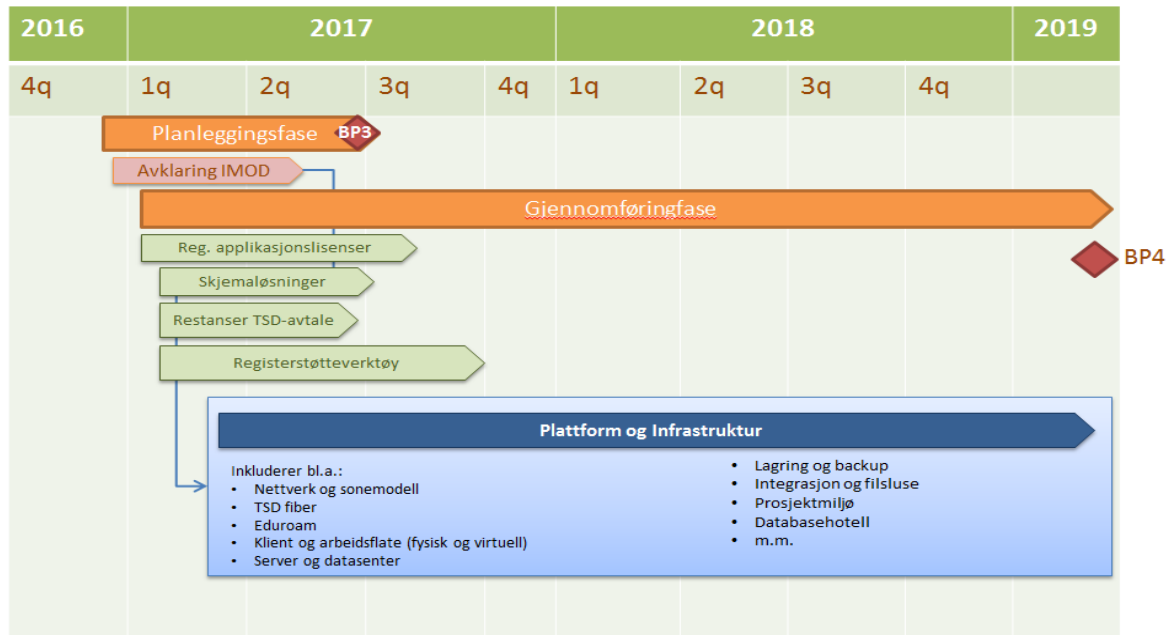 2016 2017 2018 2019
4q 1q 2q 3q 4q 1q 2q 3q 4q
Planleggingsfase BP3
Avklaring IMOD
Gjennomføringfase
Reg. applikasjonslisenser
BP4
Skjemaløsninger
Restanser TSD-avtale
Registerstøtteverktøy
Plattform og Infrastruktur
Inkluderer bl.a.:
• Nettverk og sonemodell
• TSD fiber
• Eduroam
• Klient og arbeidsflate (fysisk og virtuell)
• Server og datasenter
• Lagring og backup
• Integrasjon og filsluse
• Prosjektmiljø
• Databasehotell
• m.m.